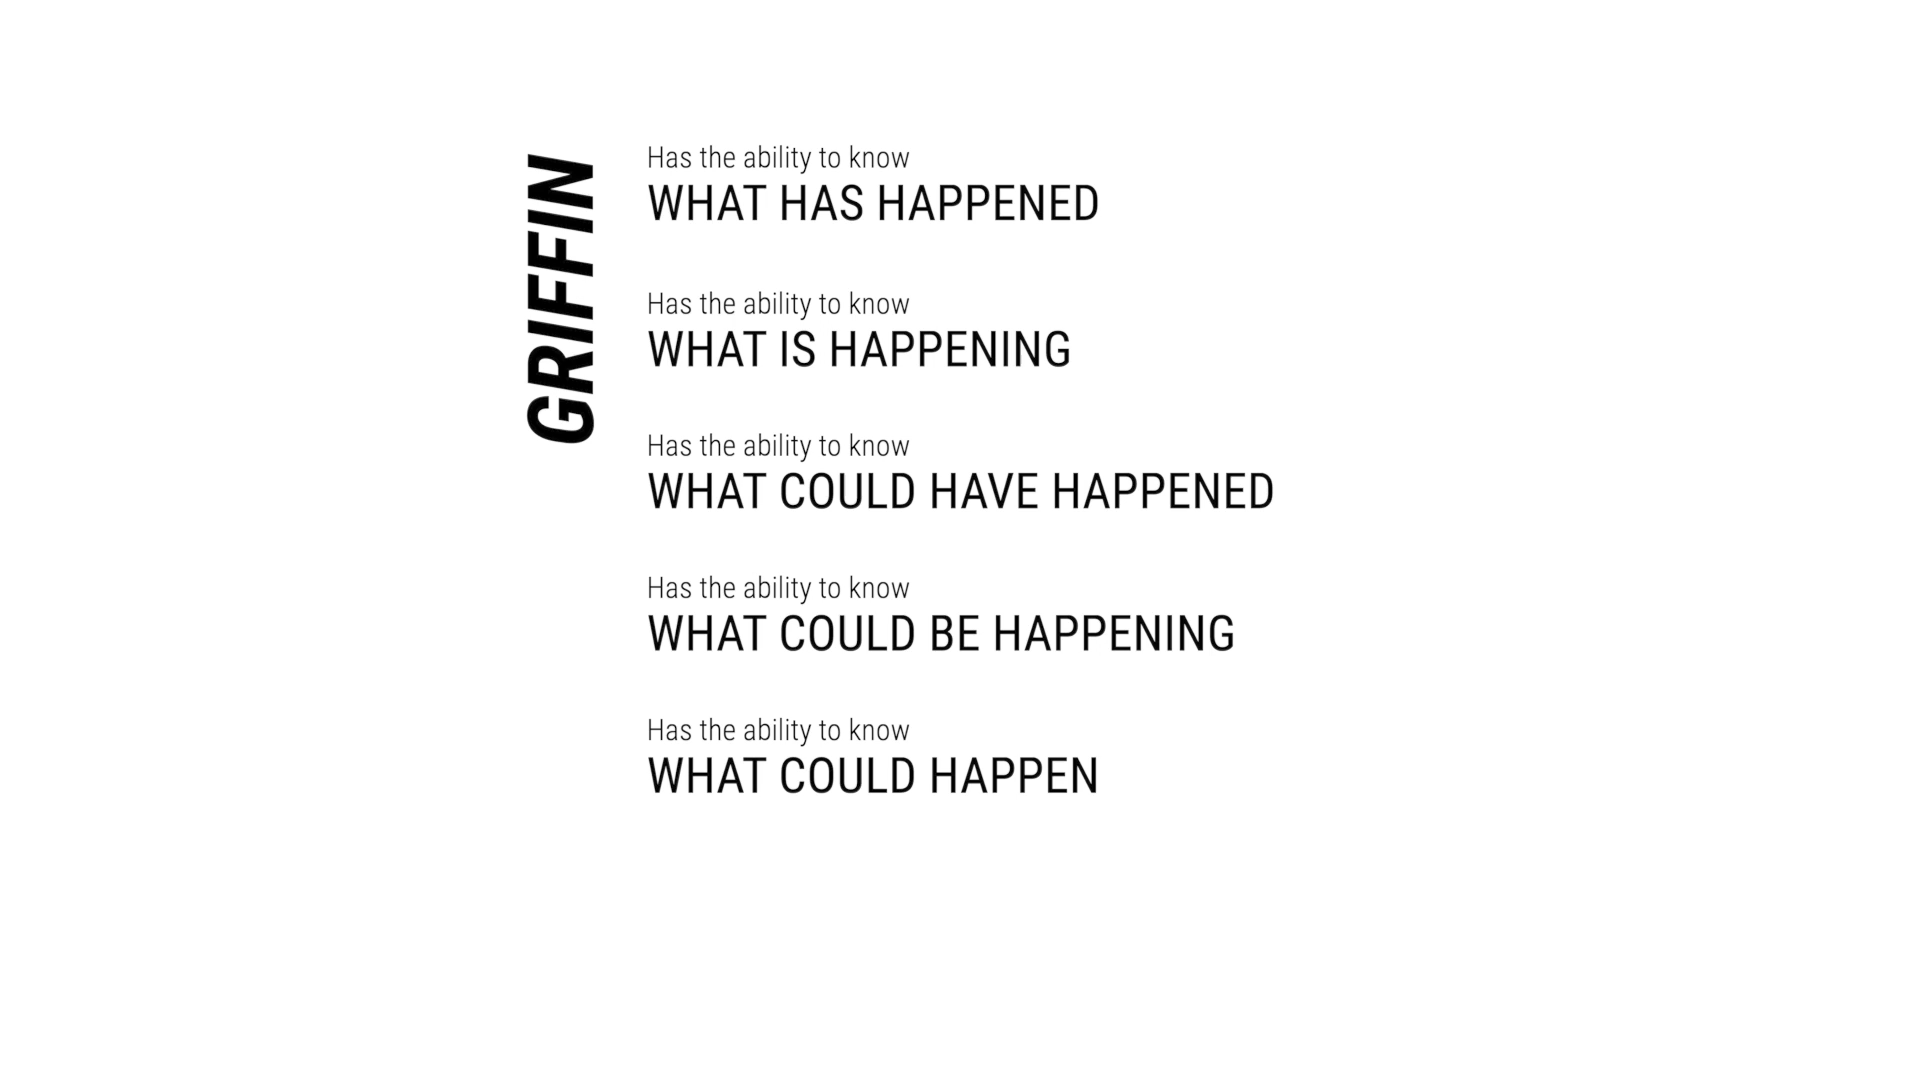 GRIFFIN
Has the ability to know
WHAT HAS HAPPENED
Has the ability to know
WHAT IS HAPPENING
Has the ability to know
WHAT COULD HAVE HAPPENED
Has the ability to know
WHAT COULD BE HAPPENING
Has the ability to know
WHAT COULD HAPPEN